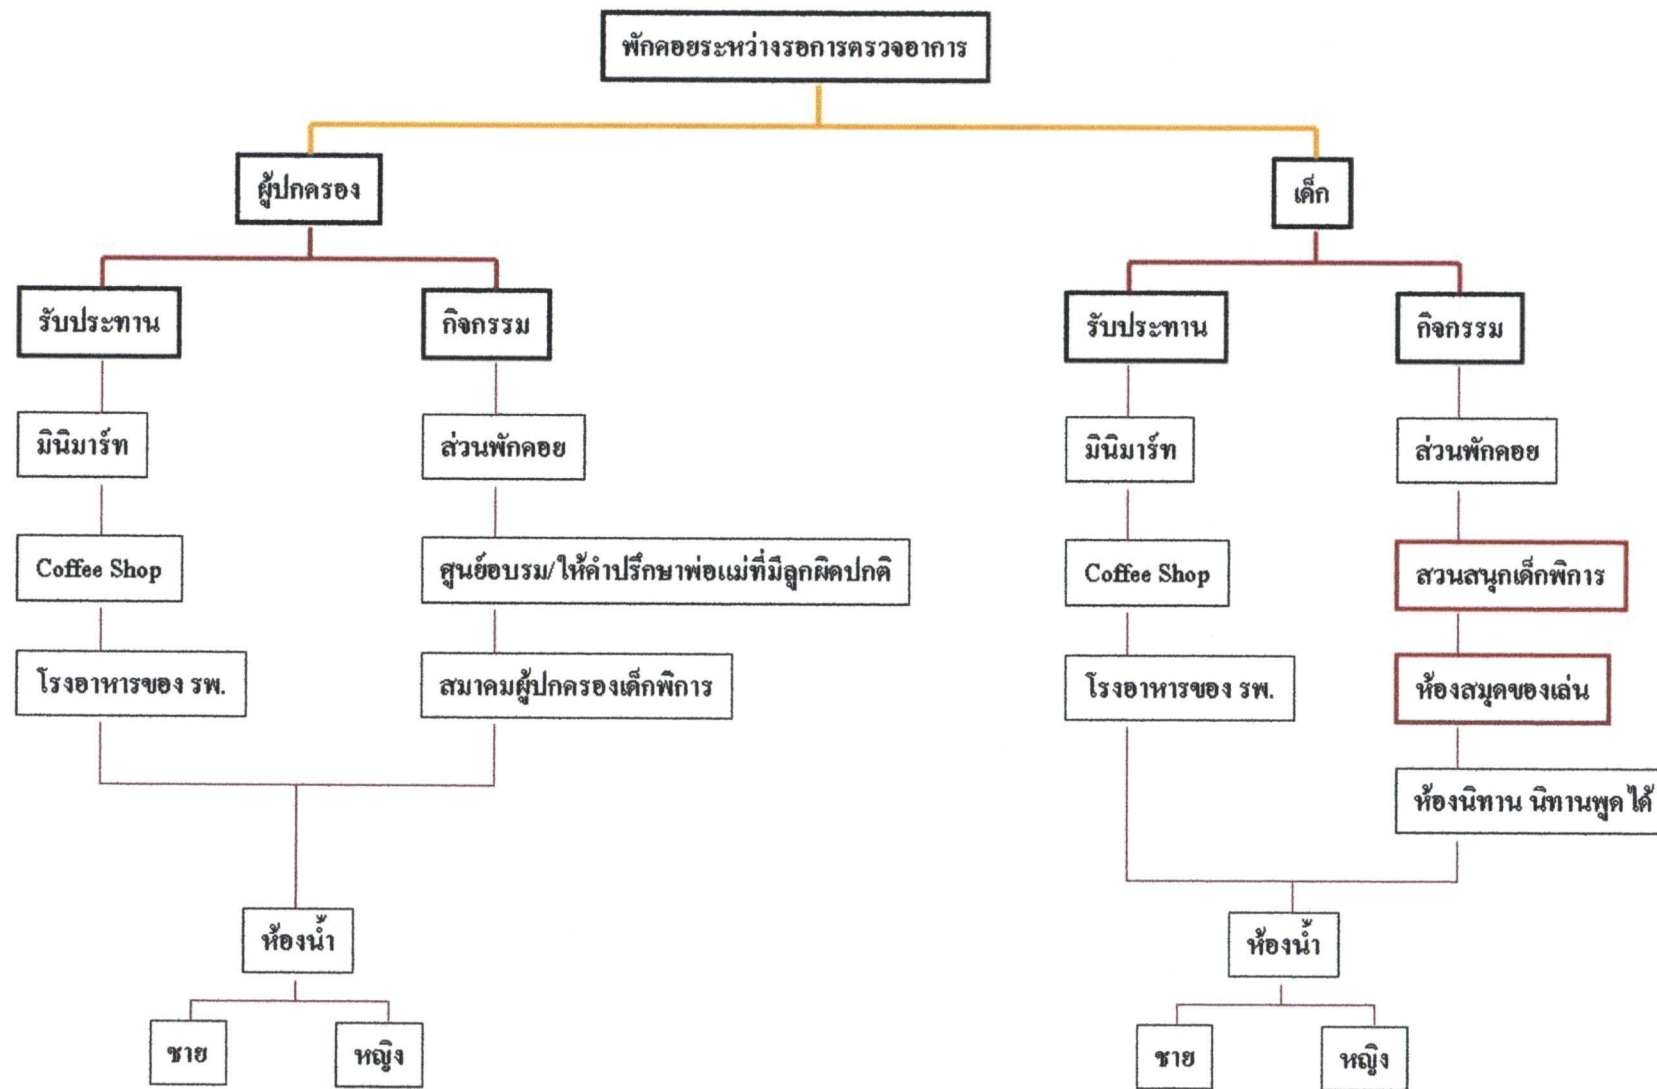 พักคอยระหว่างรอการตรวจอาการ
ผู้ปกครอง
เด็ก
รับประทาน
กิจกรรม
รับประทาน
กิจกรรม
มินิมาร์ท
ส่วนพักคอย
มินิมาร์ท
ส่วนพักคอย
Coffee Shop
ศูนย์อบรม/ให้คำปรึกษาพ่อแม่ที่มีลูกผิดปกติ
Coffee Shop
สวนสนุกเด็กพิการ
โรงอาหารของ รพ.
สมาคมผู้ปกครองเด็กพิการ
โรงอาหารของ รพ.
ห้องสมุดของเล่น
ห้องนิทาน นิทานพูดได้
ห้องน้ำ
ห้องน้ำ
ชาย
หญิง
ชาย
หญิง